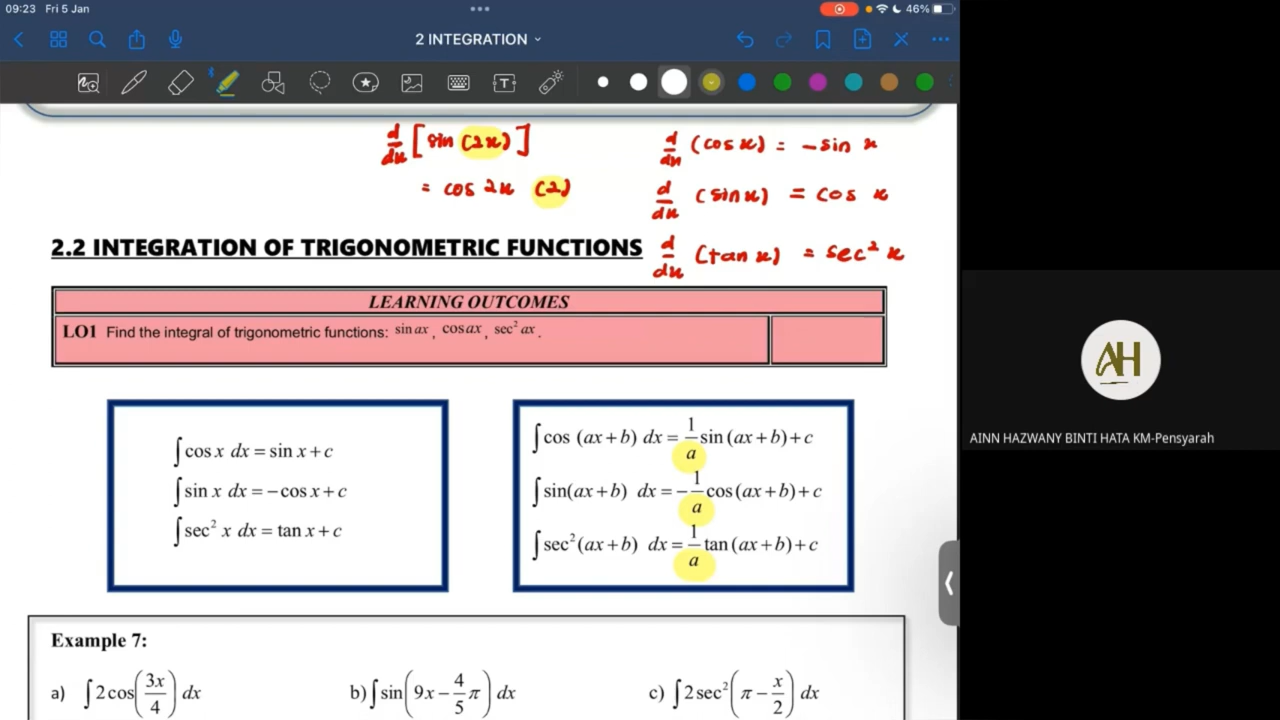 09:23 Fri 5 Jan
46%
2 INTEGRATION
d/dx [sin (2x)]
= cos 2x (2)
d/dx (cos x) = -sin x
d/dx (sin x) = cos x
d/dx (tan x) = sec² x
2.2 INTEGRATION OF TRIGONOMETRIC FUNCTIONS
LEARNING OUTCOMES
LO1 Find the integral of trigonometric functions: sin ax, cos ax, sec² ax.
∫cos x dx = sin x + c
∫sin x dx = -cos x + c
∫sec² x dx = tan x + c
∫cos (ax + b) dx = 1/a sin (ax + b) + c
∫sin(ax + b) dx = -1/a cos (ax + b) + c
∫sec² (ax + b) dx = 1/a tan (ax + b) + c
Example 7:
a) ∫2 cos(3x/4) dx
b) ∫sin(9x - 4/5 π) dx
c) ∫2 sec²(π - x/2) dx
AH
AINN HAZWANY BINTI HATA KM-Pensyarah